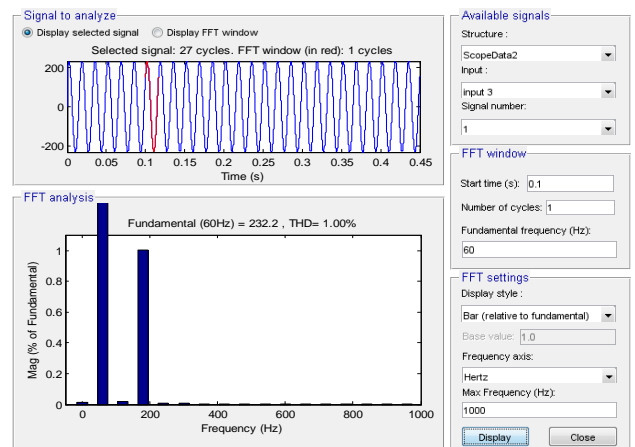 Signal to analyze
Display selected signal Display FFT window
Selected signal: 27 cycles. FFT window (in red): 1 cycles
200
0
-200
0 0.05 0.1 0.15 0.2 0.25 0.3 0.35 0.4 0.45
Time (s)
FFT analysis
Fundamental (60Hz) = 232.2 , THD= 1.00%
Mag (% of Fundamental)
1
0.8
0.6
0.4
0.2
0
0 200 400 600 800 1000
Frequency (Hz)
Available signals
Structure :
ScopeData2
Input :
input 3
Signal number:
1
FFT window
Start time (s): 0.1
Number of cycles: 1
Fundamental frequency (Hz):
60
FFT settings
Display style :
Bar (relative to fundamental)
Base value: 1.0
Frequency axis:
Hertz
Max Frequency (Hz):
1000
Display Close